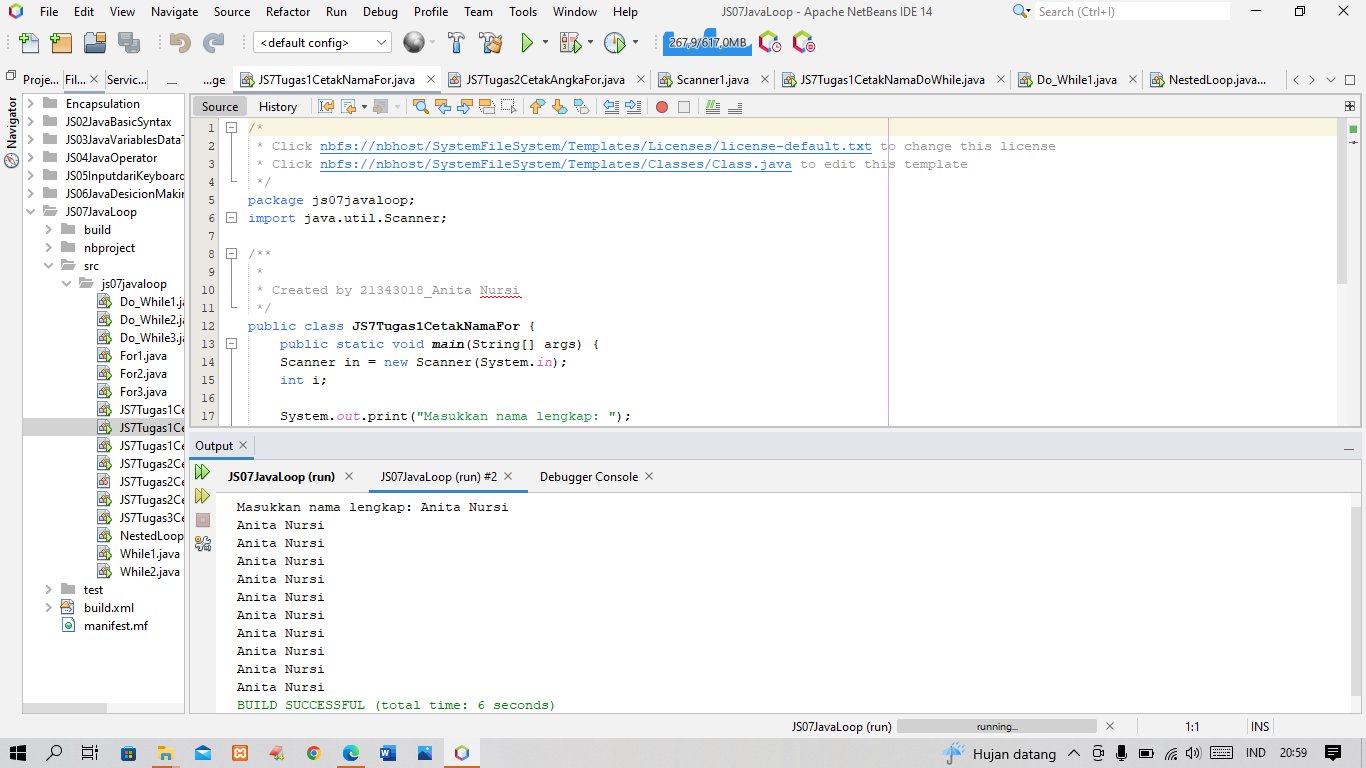 File Edit View Navigate Source Refactor Run Debug Profile Team Tools Window Help JS07JavaLoop - Apache NetBeans IDE 14 Search (Ctrl+I)
<default config> 267,9/617,0MB
Proje... Fil... Servic... ...ge JS7Tugas1CetakNamaFor.java JS7Tugas2CetakAngkaFor.java Scanner1.java JS7Tugas1CetakNamaDoWhile.java Do_While1.java NestedLoop.java...
Navigator
Encapsulation
JS02JavaBasicSyntax
JS03JavaVariablesDataT
JS04JavaOperator
JS05InputdariKeyboard
JS06JavaDesicionMakin
JS07JavaLoop
build
nbproject
src
js07javaloop
Do_While1.ja
Do_While2.ja
Do_While3.ja
For1.java
For2.java
For3.java
JS7Tugas1Ce
JS7Tugas1Ce
JS7Tugas1Ce
JS7Tugas2Ce
JS7Tugas2Ce
JS7Tugas2Ce
JS7Tugas3Ce
NestedLoop
While1.java
While2.java
test
build.xml
manifest.mf
Source History
1 /*
2 * Click nbfs://nbhost/SystemFileSystem/Templates/Licenses/license-default.txt to change this license
3 * Click nbfs://nbhost/SystemFileSystem/Templates/Classes/Class.java to edit this template
4 */
5 package js07javaloop;
6 import java.util.Scanner;
7
8 /**
9 *
10 * Created by 21343018_Anita Nursi
11 */
12 public class JS7Tugas1CetakNamaFor {
13 public static void main(String[] args) {
14 Scanner in = new Scanner(System.in);
15 int i;
16
17 System.out.print("Masukkan nama lengkap: ");
Output
JS07JavaLoop (run) JS07JavaLoop (run) #2 Debugger Console
Masukkan nama lengkap: Anita Nursi
Anita Nursi
Anita Nursi
Anita Nursi
Anita Nursi
Anita Nursi
Anita Nursi
Anita Nursi
Anita Nursi
Anita Nursi
Anita Nursi
BUILD SUCCESSFUL (total time: 6 seconds)
JS07JavaLoop (run) running... 1:1 INS
Hujan datang IND 20:59